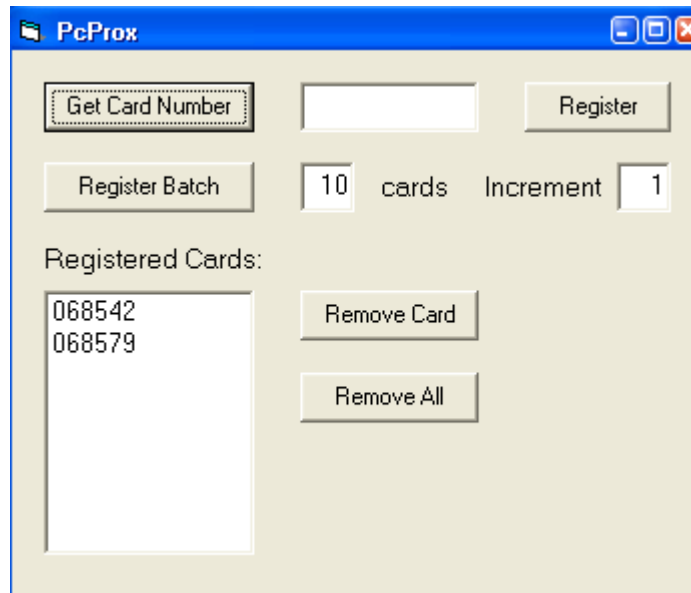 PcProx
Get Card Number Register
Register Batch 10 cards Increment 1
Registered Cards:
068542
068579
Remove Card
Remove All